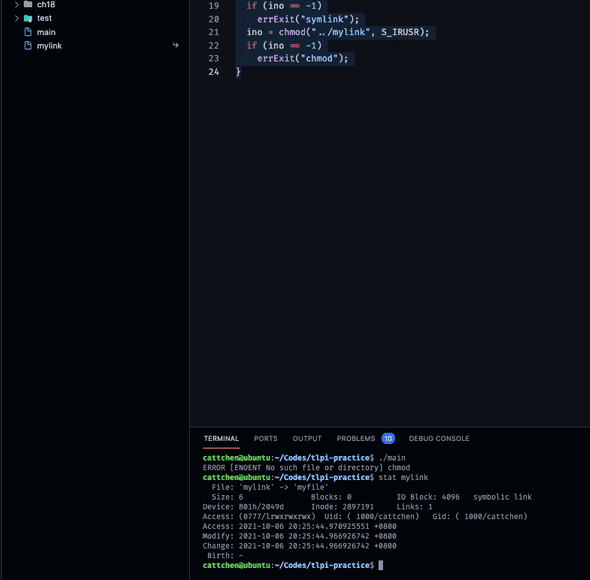 ch18
test
main
mylink
19 if (ino == -1)
20 errExit("symlink");
21 ino = chmod("../mylink", S_IRUSR);
22 if (ino == -1)
23 errExit("chmod");
24 }
TERMINAL PORTS OUTPUT PROBLEMS 10 DEBUG CONSOLE
cattchen@ubuntu:~/Codes/tlpi-practice$ ./main
ERROR [ENOENT No such file or directory] chmod
cattchen@ubuntu:~/Codes/tlpi-practice$ stat mylink
File: 'mylink' -> 'myfile'
Size: 6 Blocks: 0 IO Block: 4096 symbolic link
Device: 801h/2049d Inode: 2897191 Links: 1
Access: (0777/lrwxrwxrwx) Uid: ( 1000/cattchen) Gid: ( 1000/cattchen)
Access: 2021-10-06 20:25:44.970925551 +0800
Modify: 2021-10-06 20:25:44.966926742 +0800
Change: 2021-10-06 20:25:44.966926742 +0800
Birth: -
cattchen@ubuntu:~/Codes/tlpi-practice$